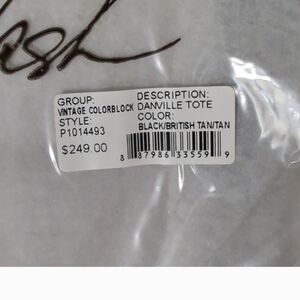 GROUP: DESCRIPTION:
VINTAGE COLORBLOCK DANVILLE TOTE
STYLE: COLOR:
P1014493 BLACK/BRITISH TAN/TAN
$249.00
8 87986 33559 9